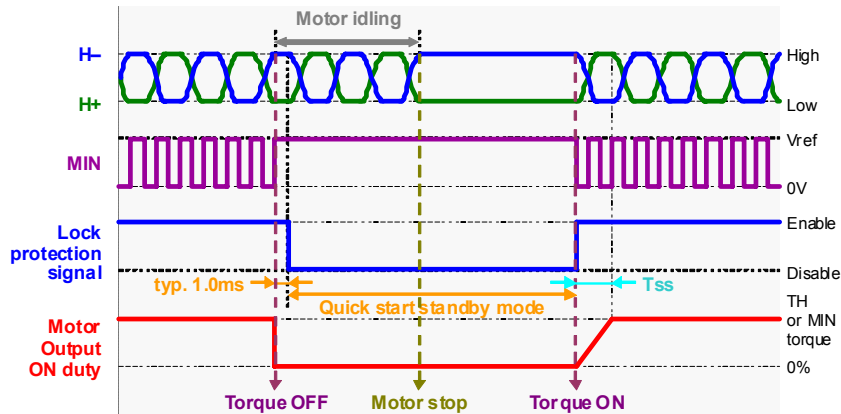 Motor idling
H−
H+
High
Low
MIN
Vref
0V
Lock
protection
signal
Enable
Disable
typ. 1.0ms
Quick start standby mode
Tss
Motor
Output
ON duty
TH
or MIN
torque
0%
Torque OFF
Motor stop
Torque ON